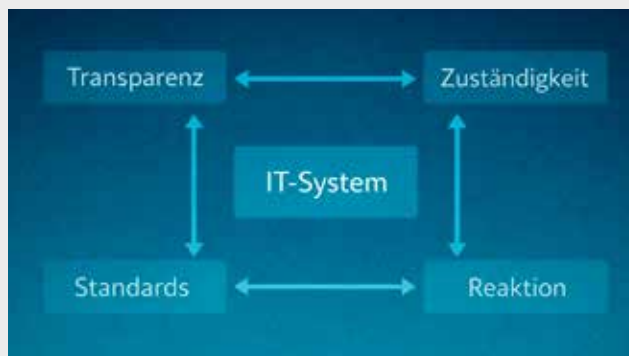 Transparenz
Zuständigkeit
IT-System
Standards
Reaktion